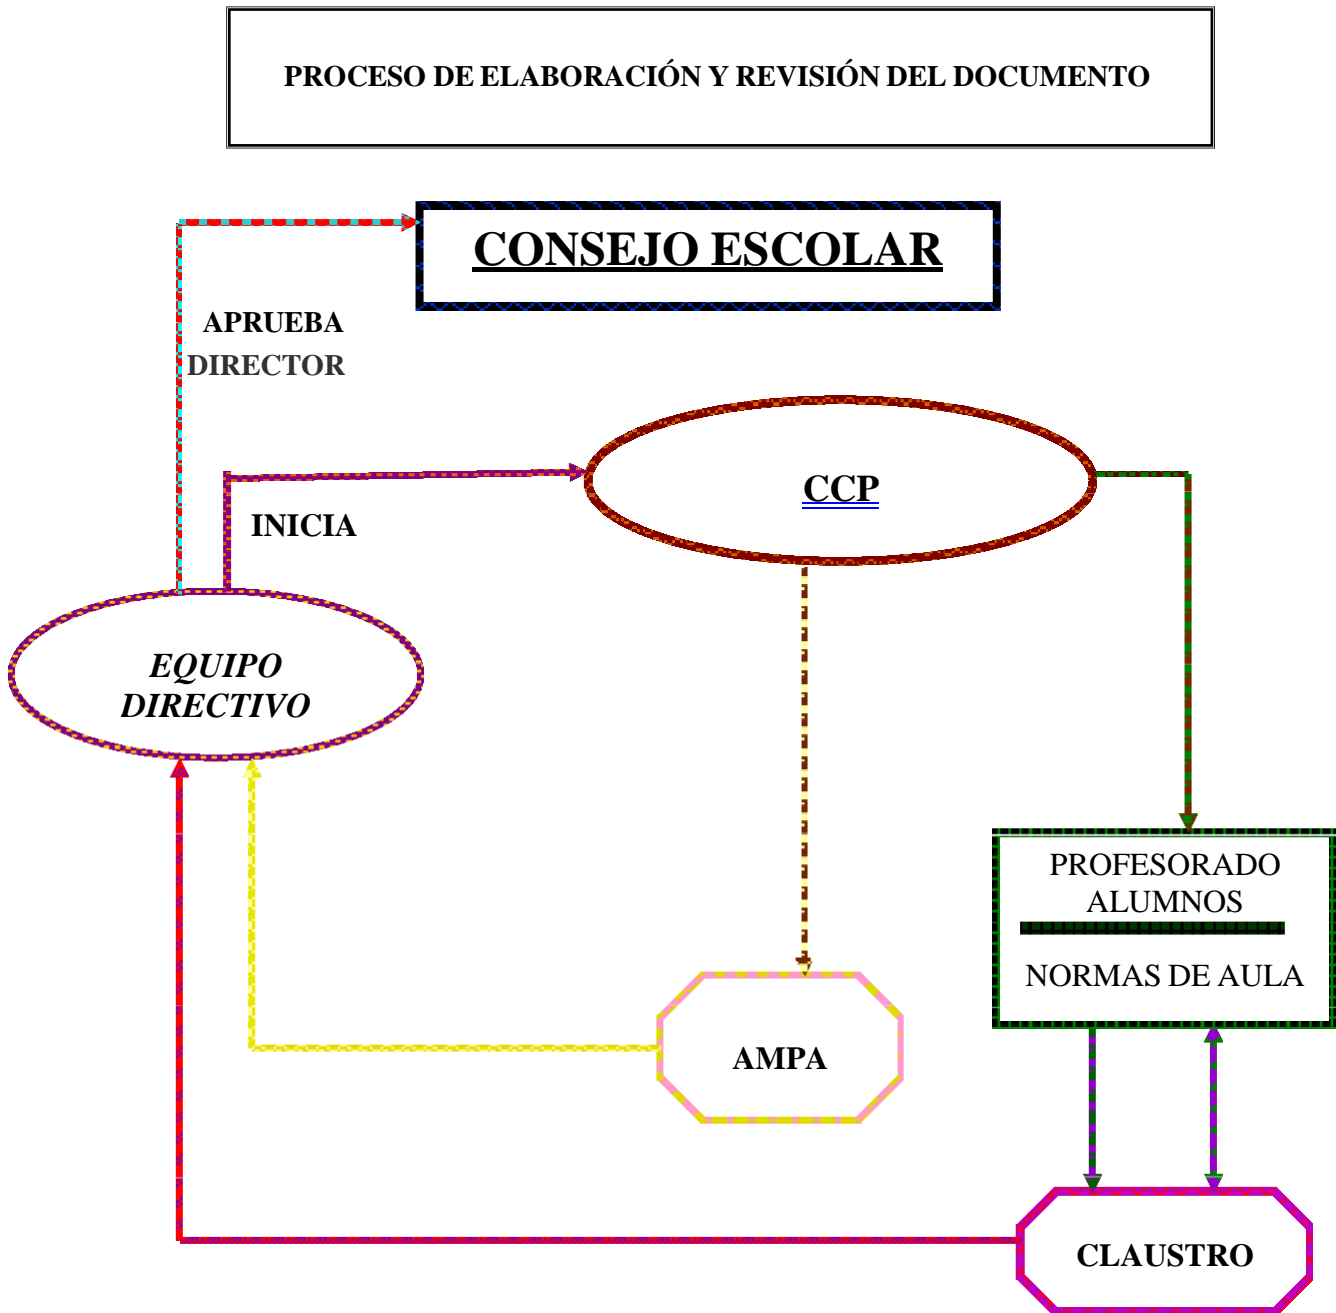 PROCESO DE ELABORACIÓN Y REVISIÓN DEL DOCUMENTO
CONSEJO ESCOLAR
APRUEBA
DIRECTOR
CCP
INICIA
EQUIPO
DIRECTIVO
PROFESORADO
ALUMNOS
NORMAS DE AULA
AMPA
CLAUSTRO